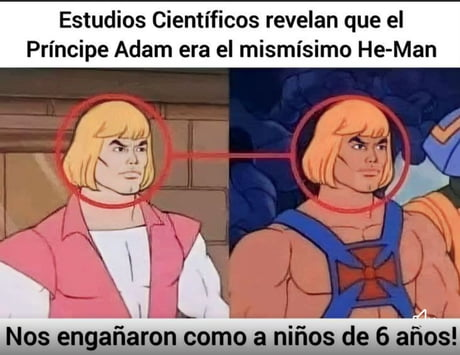 Estudios Científicos revelan que el
Príncipe Adam era el mismísimo He-Man
Nos engañaron como a niños de 6 años!